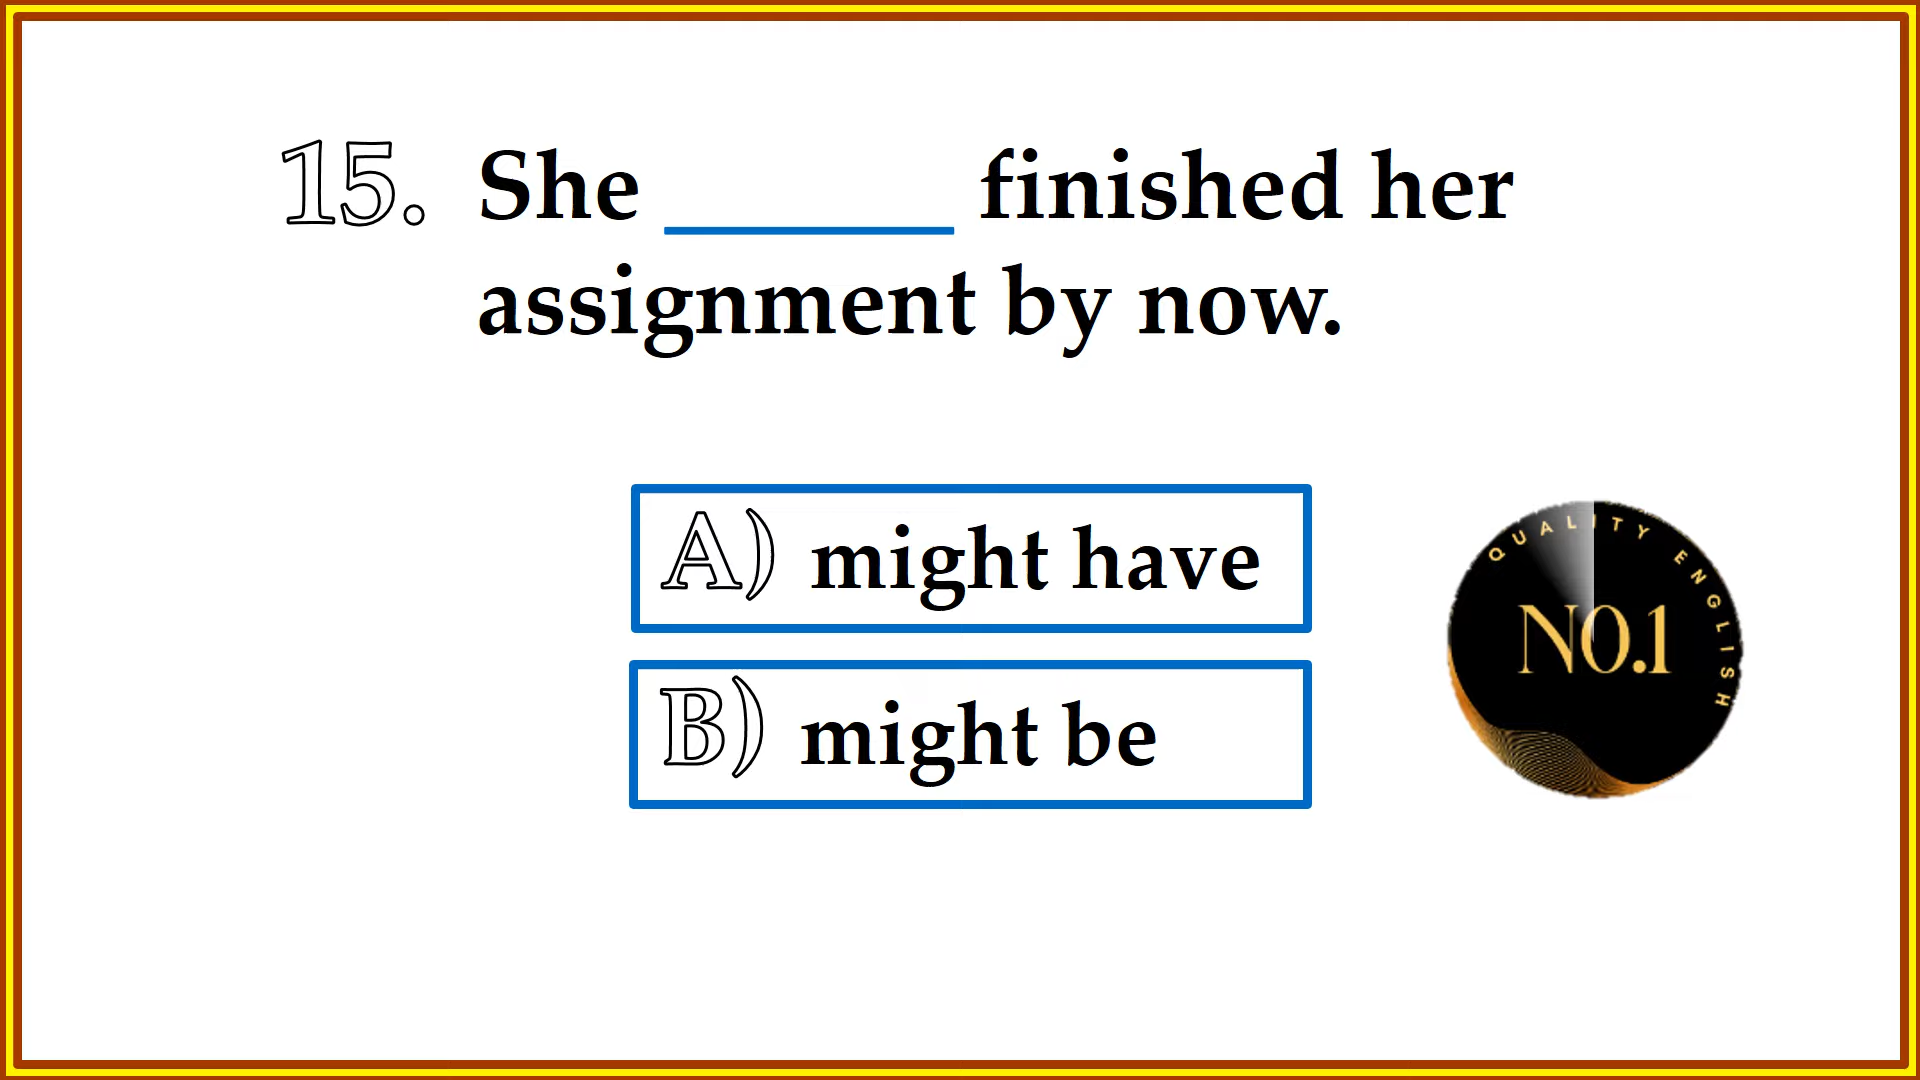 15. She ______ finished her
assignment by now.
A) might have
B) might be
QUALITY ENGLISH
NO.1